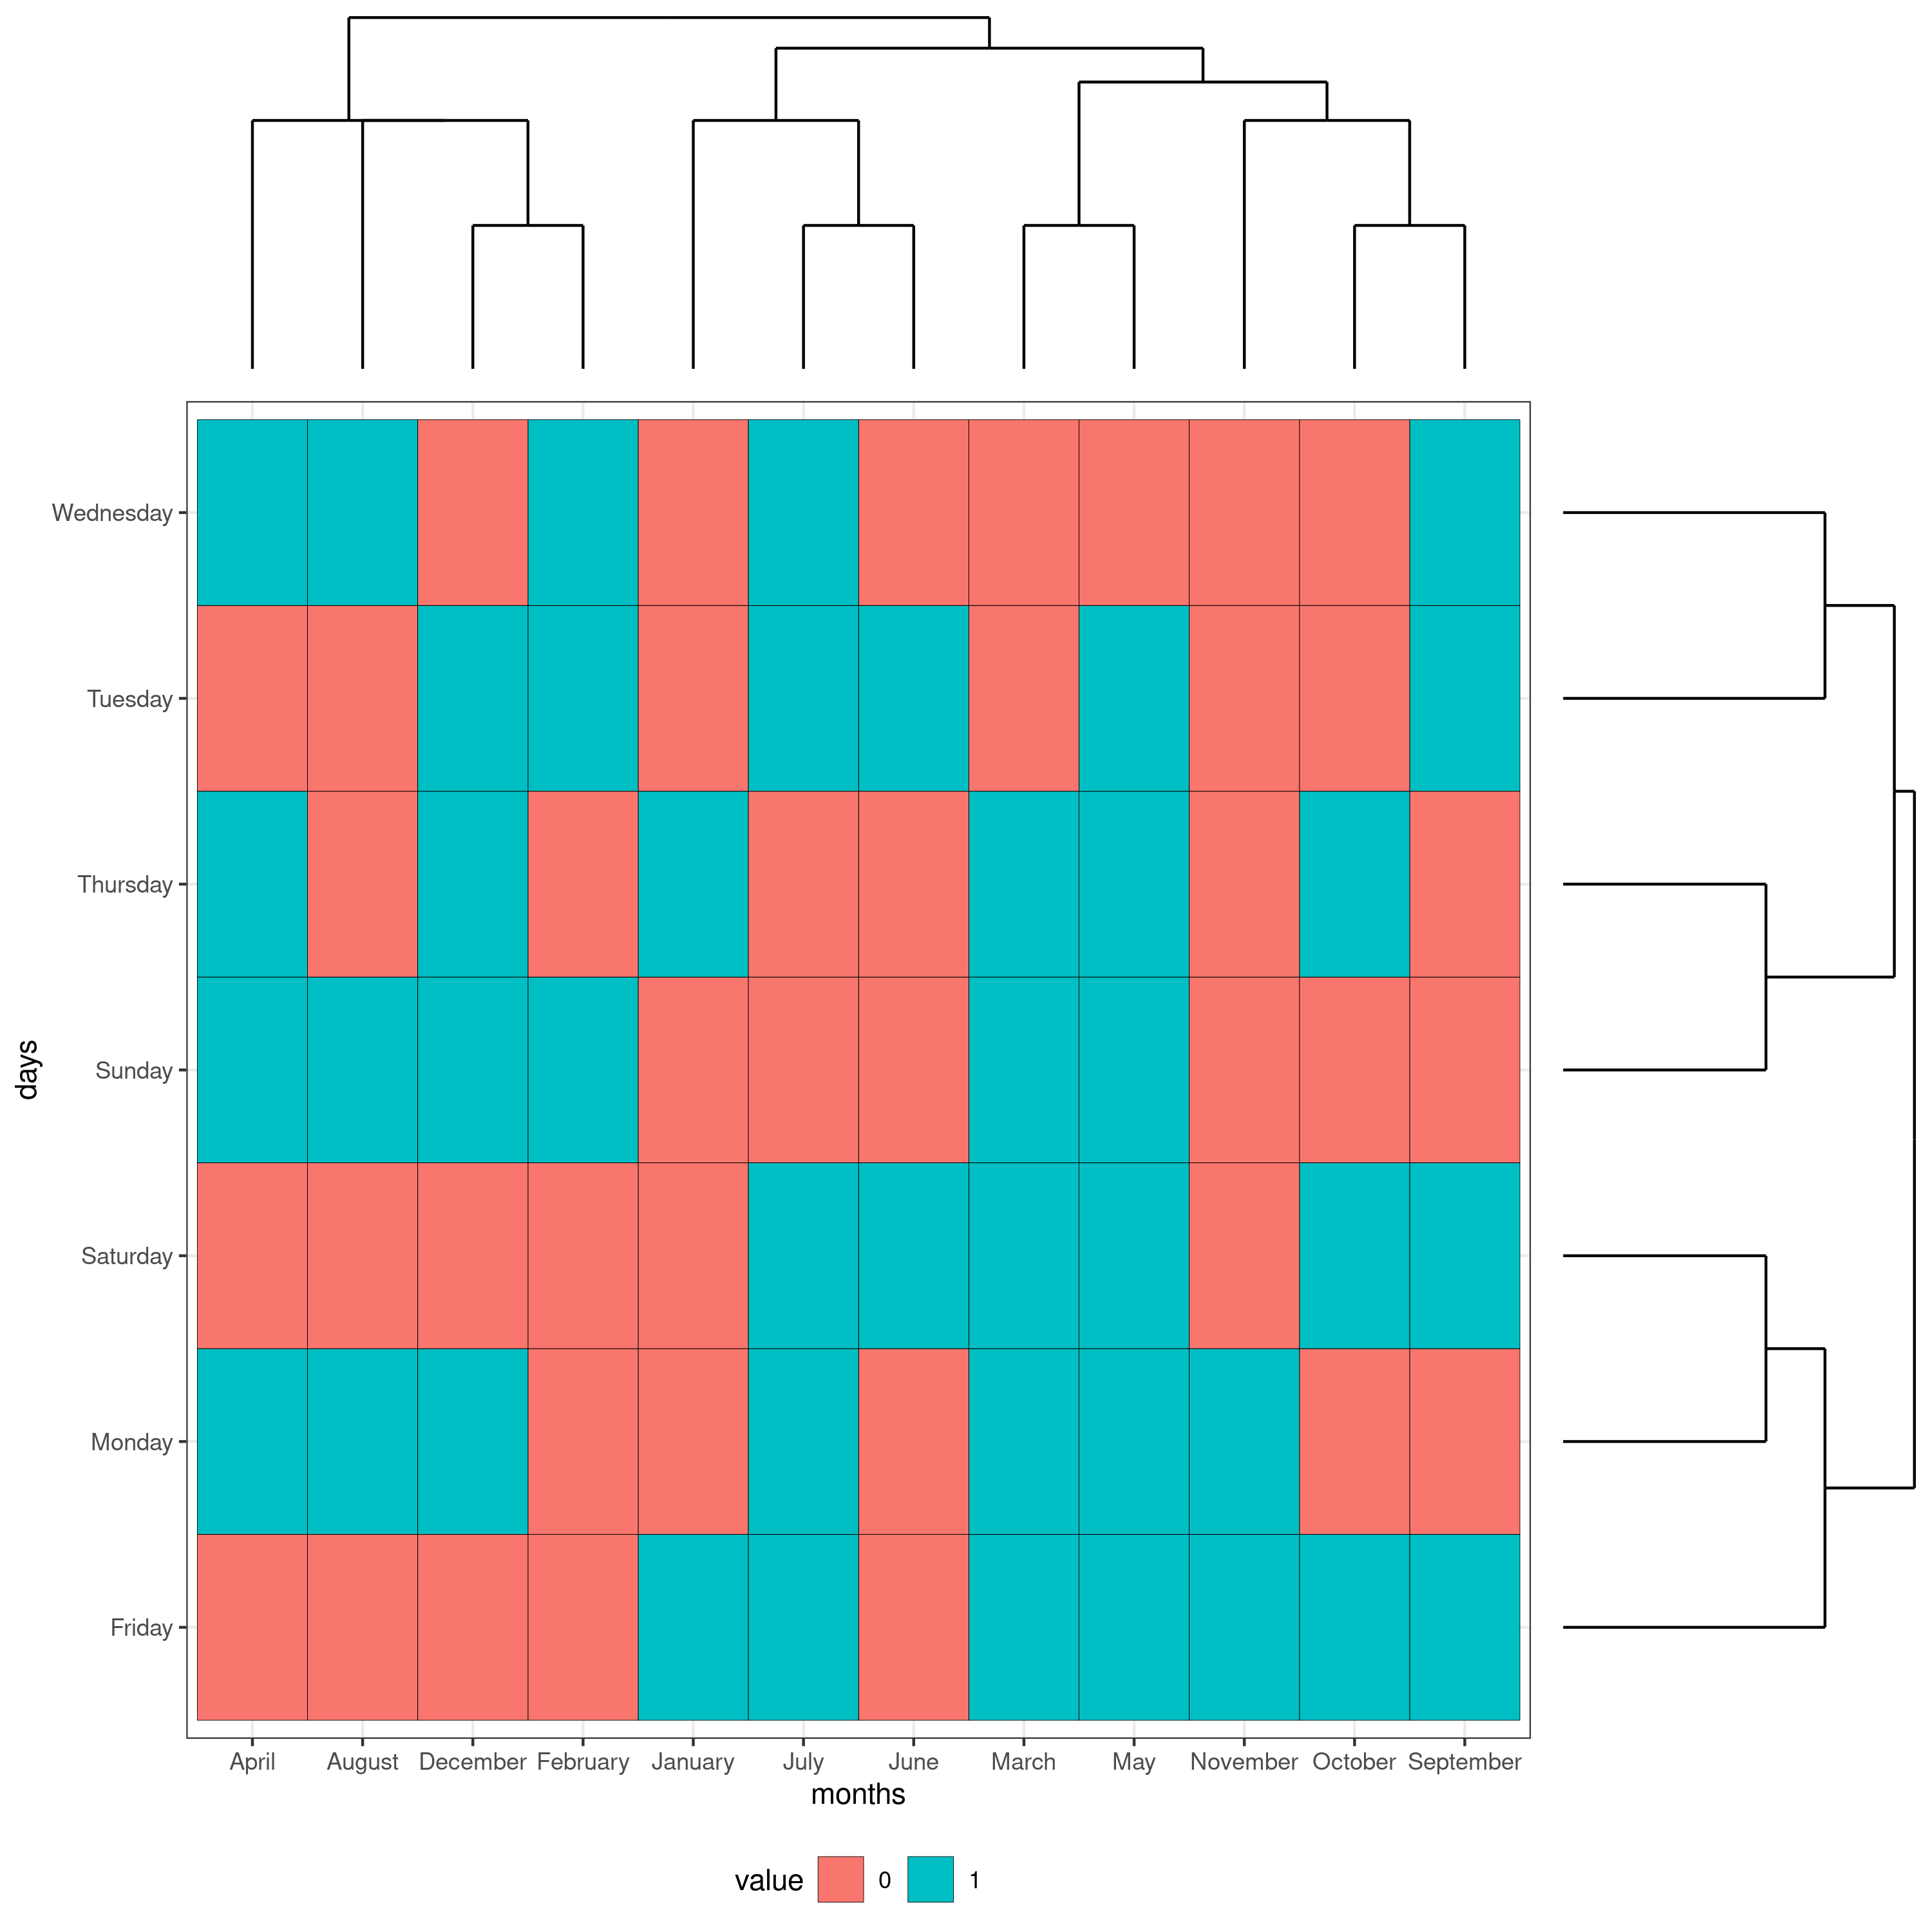 Wednesday
Tuesday
Thursday
Sunday
Saturday
Monday
Friday
days
April August December February January July June March May November October September
months
value 0 1